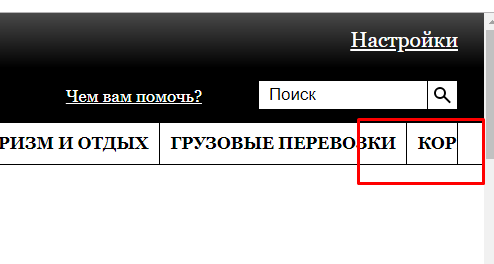 Настройки
Чем вам помочь? Поиск
РИЗМ И ОТДЫХ ГРУЗОВЫЕ ПЕРЕВОЗКИ КОР